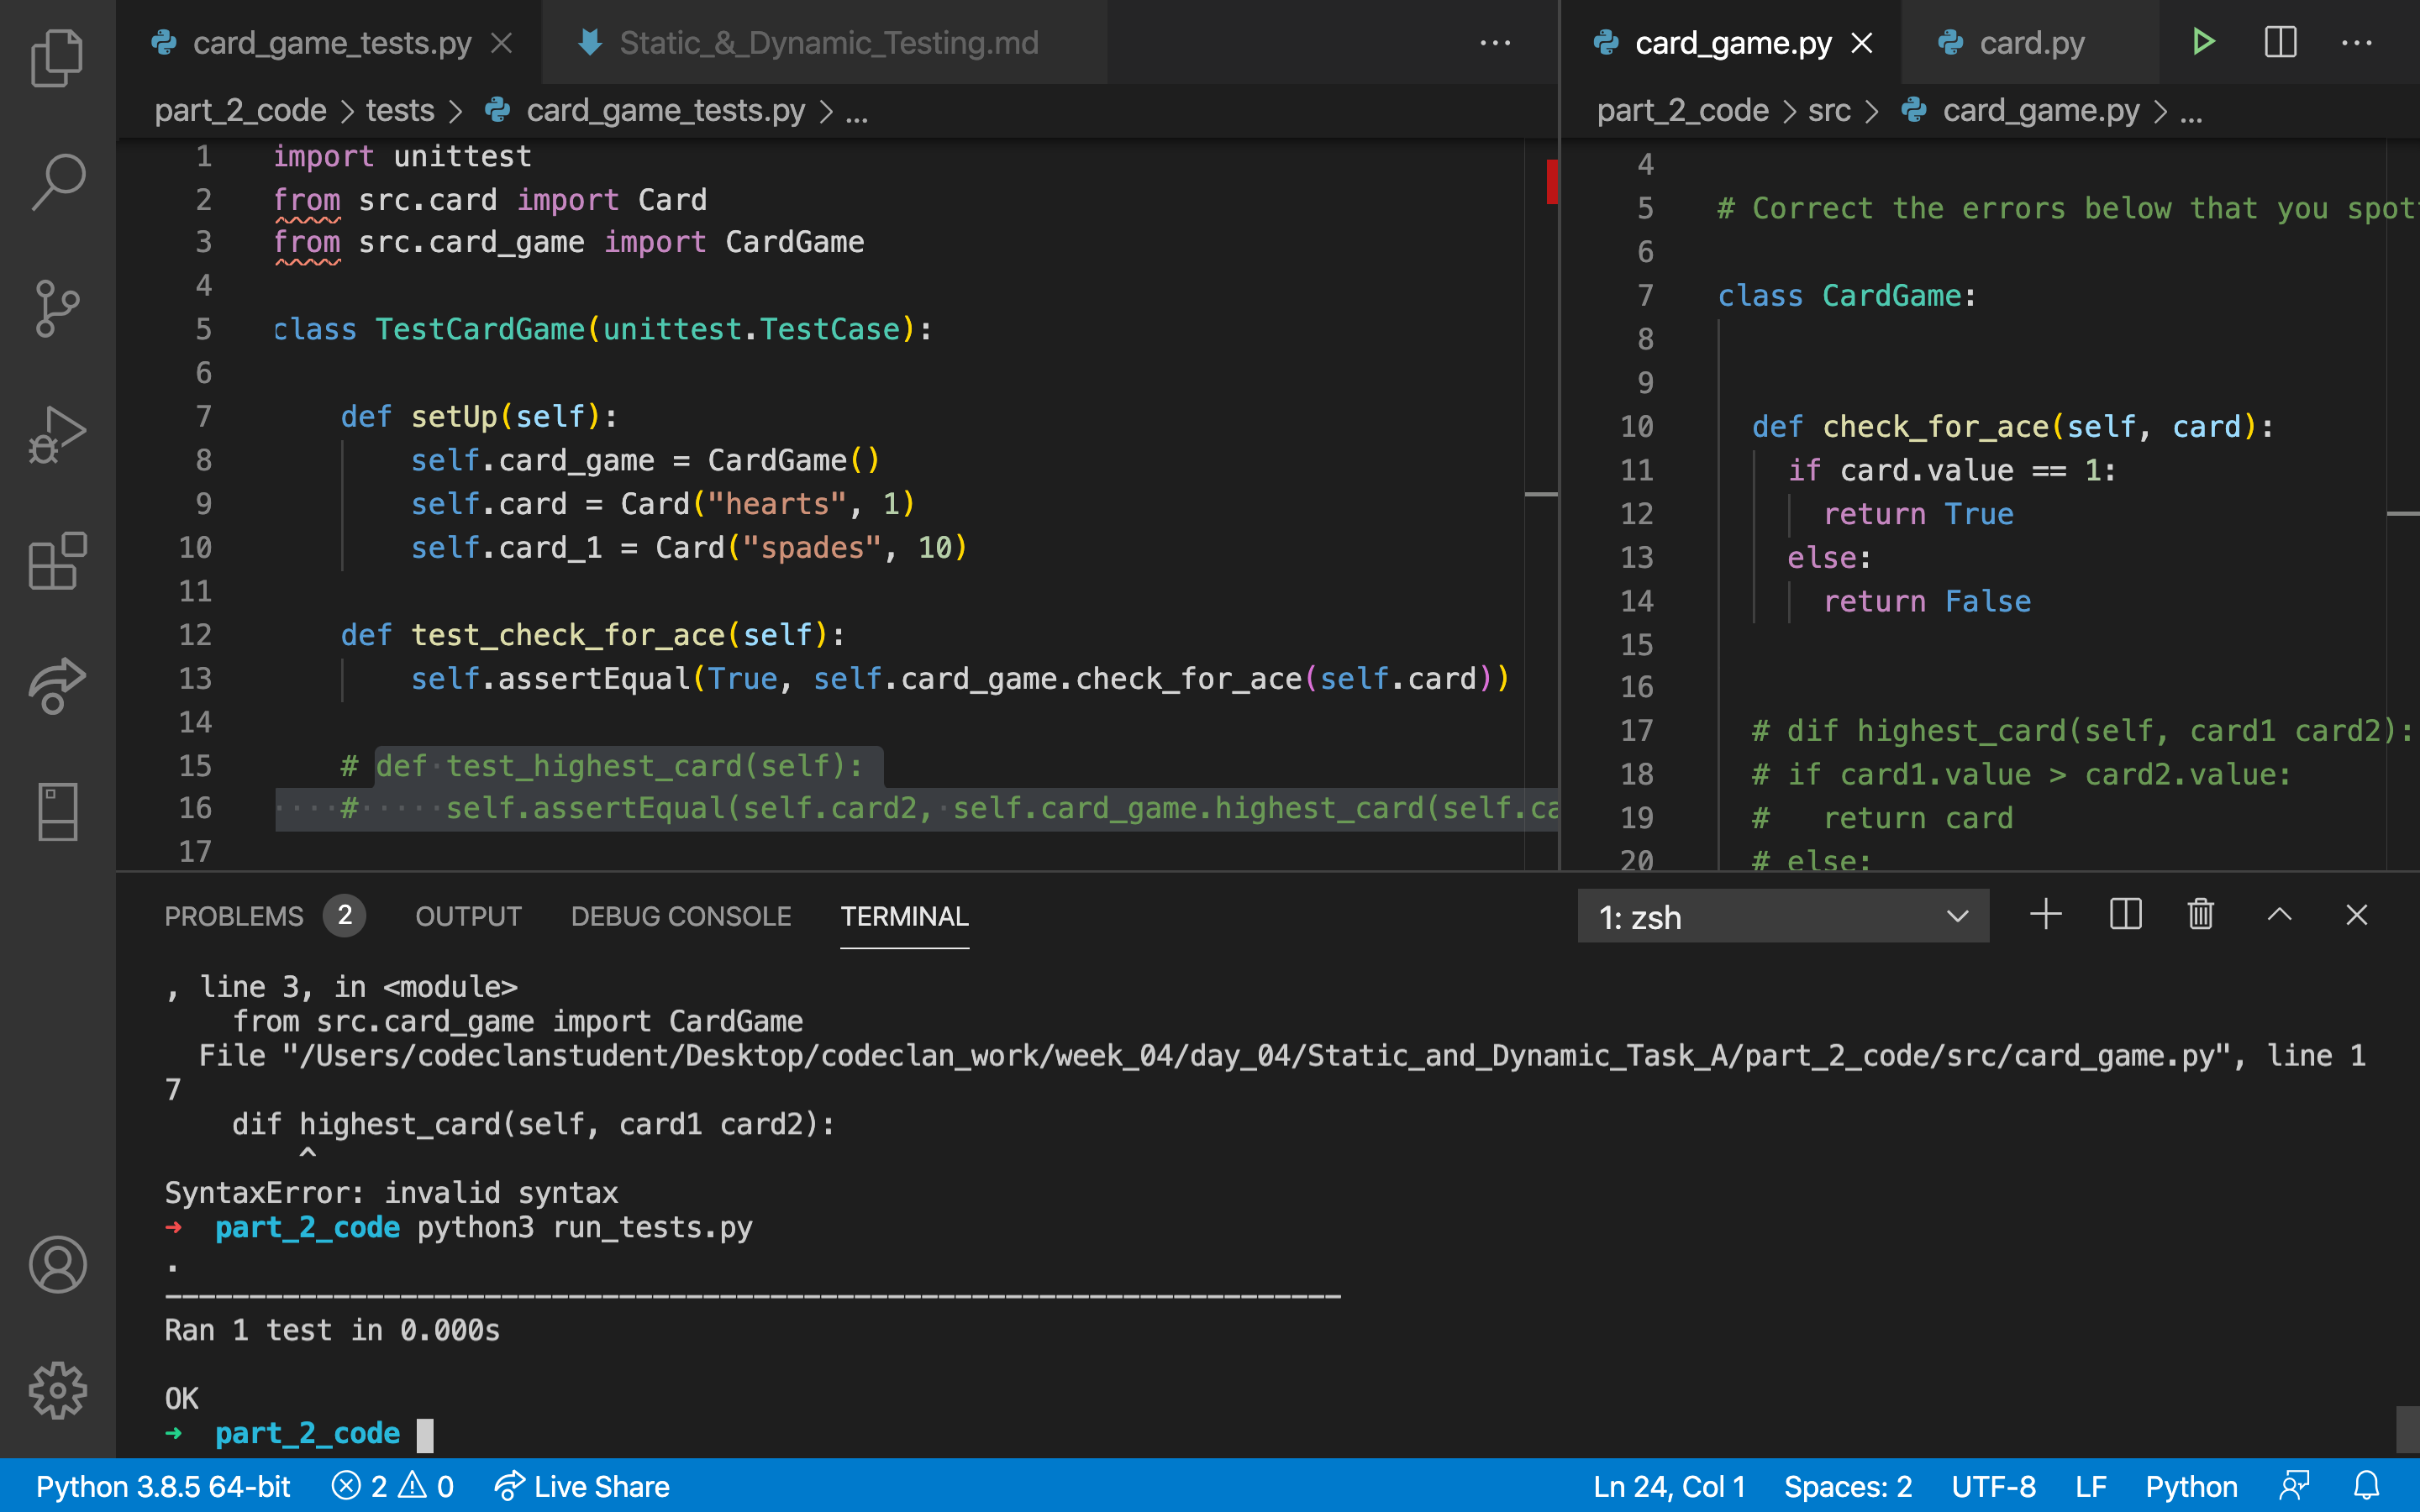 card_game_tests.py
Static_&_Dynamic_Testing.md
part_2_code > tests > card_game_tests.py > ...
1 import unittest
2 from src.card import Card
3 from src.card_game import CardGame
4
5 class TestCardGame(unittest.TestCase):
6
7 def setUp(self):
8 self.card_game = CardGame()
9 self.card = Card("hearts", 1)
10 self.card_1 = Card("spades", 10)
11
12 def test_check_for_ace(self):
13 self.assertEqual(True, self.card_game.check_for_ace(self.card))
14
15 # def test_highest_card(self):
16 # self.assertEqual(self.card2, self.card_game.highest_card(self.ca
17
card_game.py
card.py
part_2_code > src > card_game.py > ...
4
5 # Correct the errors below that you spot
6
7 class CardGame:
8
9
10 def check_for_ace(self, card):
11 if card.value == 1:
12 return True
13 else:
14 return False
15
16
17 # dif highest_card(self, card1 card2):
18 # if card1.value > card2.value:
19 # return card
20 # else:
PROBLEMS 2 OUTPUT DEBUG CONSOLE TERMINAL
1: zsh
, line 3, in <module>
from src.card_game import CardGame
File "/Users/codeclanstudent/Desktop/codeclan_work/week_04/day_04/Static_and_Dynamic_Task_A/part_2_code/src/card_game.py", line 1
7
dif highest_card(self, card1 card2):
^
SyntaxError: invalid syntax
➜ part_2_code python3 run_tests.py
.
----------------------------------------------------------------------
Ran 1 test in 0.000s
OK
➜ part_2_code
Python 3.8.5 64-bit 2 0 Live Share
Ln 24, Col 1 Spaces: 2 UTF-8 LF Python